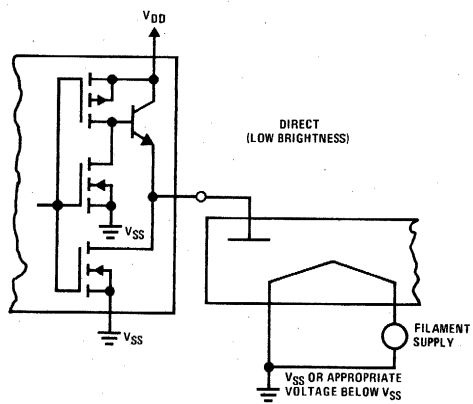 VDD
DIRECT
(LOW BRIGHTNESS)
VSS
VSS
FILAMENT
SUPPLY
VSS OR APPROPRIATE
VOLTAGE BELOW VSS